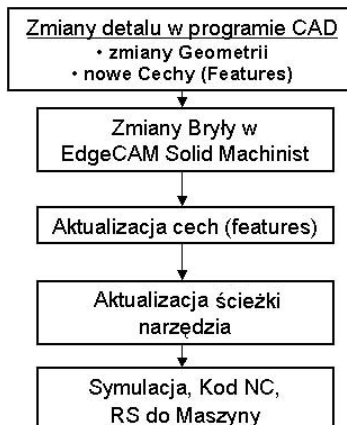 Zmiany detalu w programie CAD
• zmiany Geometrii
• nowe Cechy (Features)
Zmiany Bryły w
EdgeCAM Solid Machinist
Aktualizacja cech (features)
Aktualizacja ścieżki
narzędzia
Symulacja, Kod NC,
RS do Maszyny